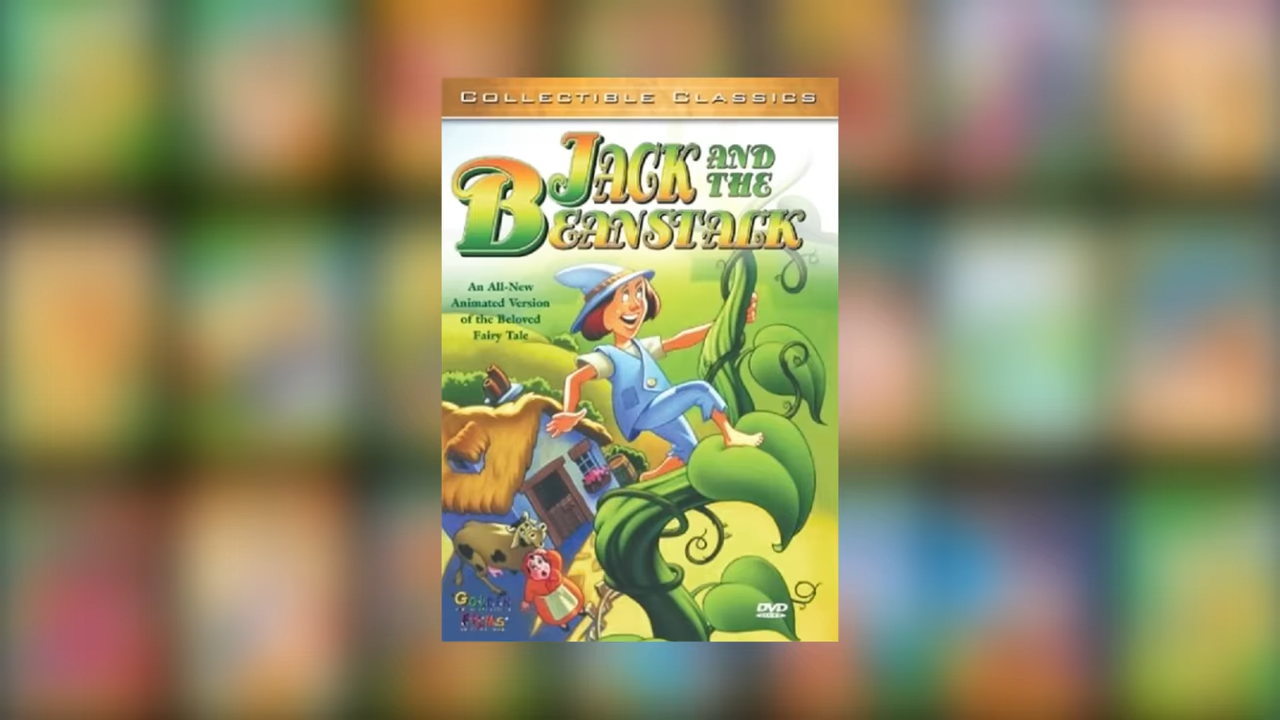 COLLECTIBLE CLASSICS
JACK AND THE
BEANSTALK
An All-New
Animated Version
of the Beloved
Fairy Tale
DVD